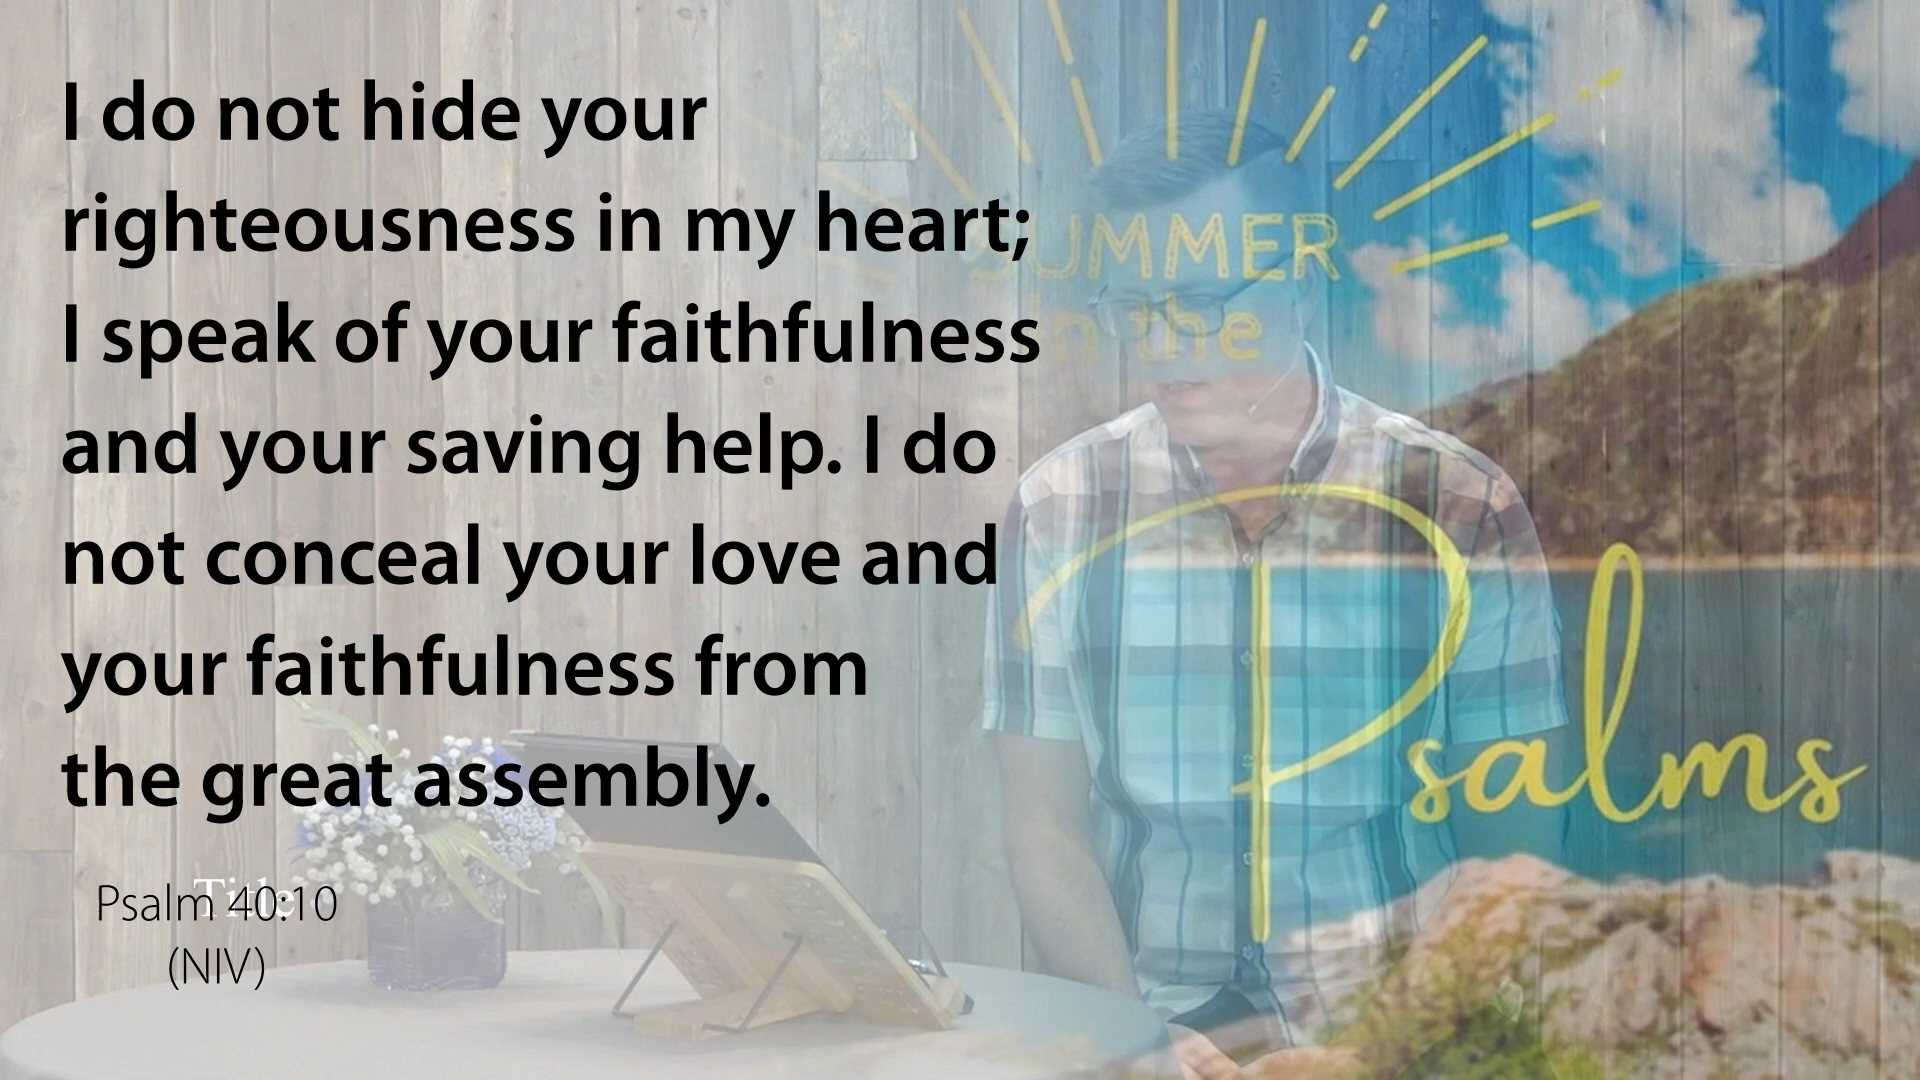 I do not hide your
righteousness in my heart;
I speak of your faithfulness
and your saving help. I do
not conceal your love and
your faithfulness from
the great assembly.
Psalm 40:10
(NIV)
Title
SUMMER
in the
Psalms